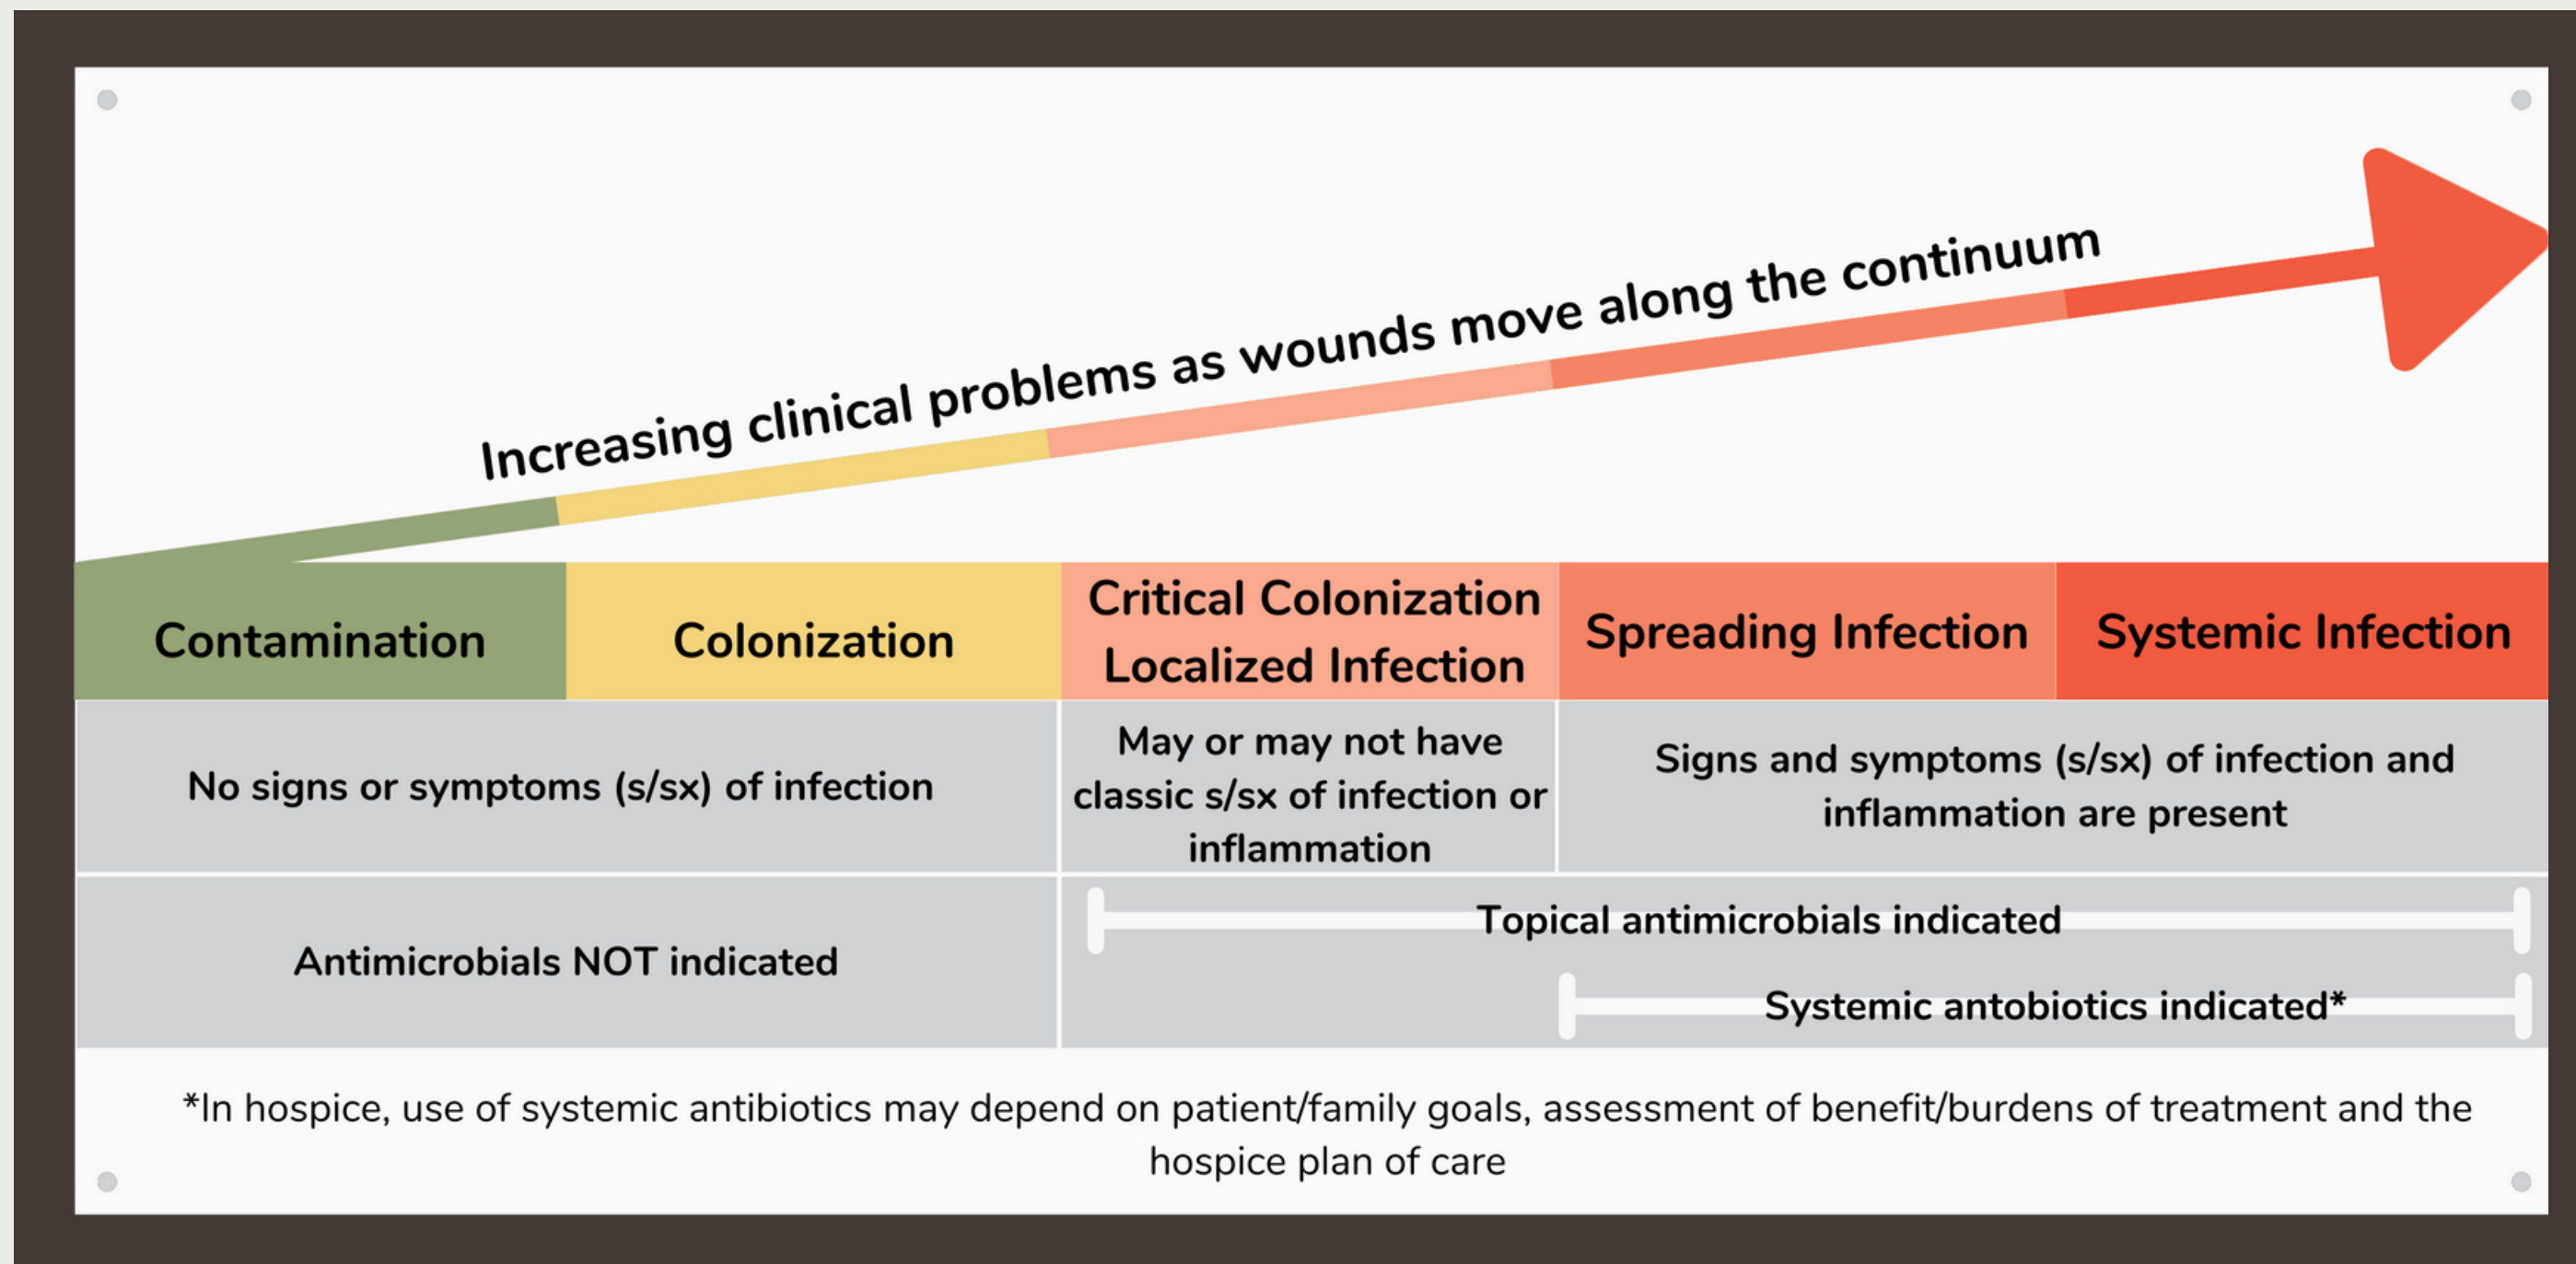 Increasing clinical problems as wounds move along the continuum
Contamination
Colonization
Critical Colonization
Localized Infection
Spreading Infection
Systemic Infection
No signs or symptoms (s/sx) of infection
May or may not have
classic s/sx of infection or
inflammation
Signs and symptoms (s/sx) of infection and
inflammation are present
Antimicrobials NOT indicated
Topical antimicrobials indicated
Systemic antobiotics indicated*
*In hospice, use of systemic antibiotics may depend on patient/family goals, assessment of benefit/burdens of treatment and the
hospice plan of care